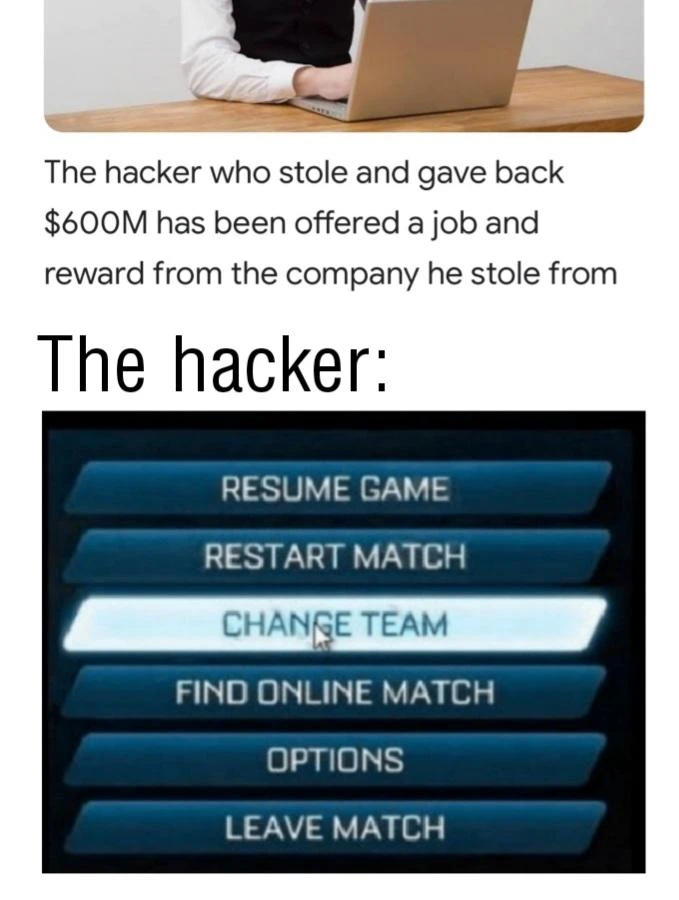 The hacker who stole and gave back
$600M has been offered a job and
reward from the company he stole from
The hacker:
RESUME GAME
RESTART MATCH
CHANGE TEAM
FIND ONLINE MATCH
OPTIONS
LEAVE MATCH